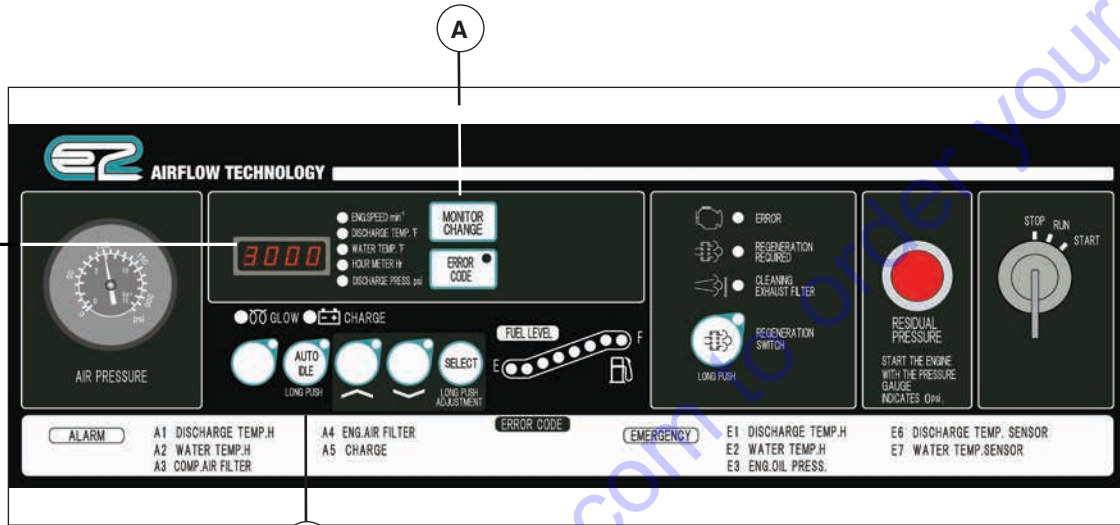 A
E2 AIRFLOW TECHNOLOGY
AIR PRESSURE
psi
3000
ENG.SPEED min⁻¹
DISCHARGE TEMP. °F
WATER TEMP. °F
HOUR METER Hr
DISCHARGE PRESS. psi
MONITOR
CHANGE
ERROR
CODE
GLOW
CHARGE
AUTO
IDLE
LONG PUSH
SELECT
LONG PUSH
ADJUSTMENT
FUEL LEVEL
E
F
ERROR
REGENERATION
REQUIRED
CLEANING
EXHAUST FILTER
REGENERATION
SWITCH
LONG PUSH
RESIDUAL
PRESSURE
START THE ENGINE
WITH THE PRESSURE
GAUGE
INDICATES 0psi.
STOP
RUN
START
ERROR CODE
ALARM
A1 DISCHARGE TEMP.H
A2 WATER TEMP.H
A3 COMP.AIR FILTER
A4 ENG.AIR FILTER
A5 CHARGE
EMERGENCY
E1 DISCHARGE TEMP.H
E2 WATER TEMP.H
E3 ENG.OIL PRESS.
E6 DISCHARGE TEMP. SENSOR
E7 WATER TEMP.SENSOR
com to order your